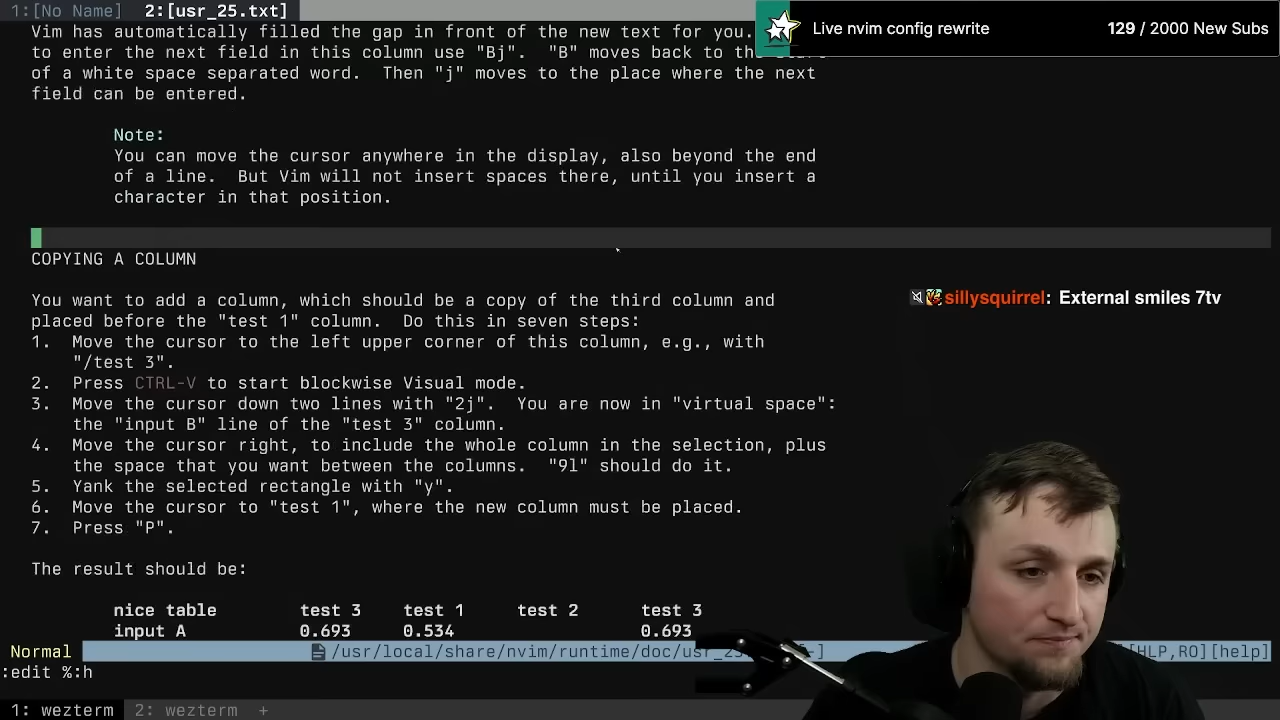 1:[No Name]  2:[usr_25.txt]
Live nvim config rewrite
129 / 2000 New Subs
Vim has automatically filled the gap in front of the new text for you.
to enter the next field in this column use "Bj".  "B" moves back to the start
of a white space separated word.  Then "j" moves to the place where the next
field can be entered.
Note:
You can move the cursor anywhere in the display, also beyond the end
of a line.  But Vim will not insert spaces there, until you insert a
character in that position.
COPYING A COLUMN
sillysquirrel: External smiles 7tv
You want to add a column, which should be a copy of the third column and
placed before the "test 1" column.  Do this in seven steps:
1.  Move the cursor to the left upper corner of this column, e.g., with
"/test 3".
2.  Press CTRL-V to start blockwise Visual mode.
3.  Move the cursor down two lines with "2j".  You are now in "virtual space":
the "input B" line of the "test 3" column.
4.  Move the cursor right, to include the whole column in the selection, plus
the space that you want between the columns.  "9l" should do it.
5.  Yank the selected rectangle with "y".
6.  Move the cursor to "test 1", where the new column must be placed.
7.  Press "P".
The result should be:
nice table  test 3  test 1  test 2  test 3
input A  0.693  0.534  0.693
Normal  /usr/local/share/nvim/runtime/doc/usr_25 [HLP,RO][help]
:edit %:h
1: wezterm  2: wezterm  +